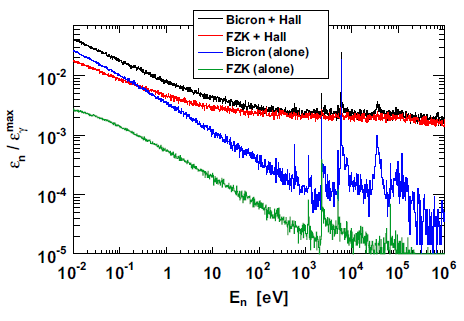 Bicron + Hall
FZK + Hall
Bicron (alone)
FZK (alone)
10⁻²
10⁻³
10⁻⁴
10⁻⁵
εₙ / εᵧᵐᵃˣ
10⁻² 10⁻¹ 1 10 10² 10³ 10⁴ 10⁵ 10⁶
Eₙ [eV]